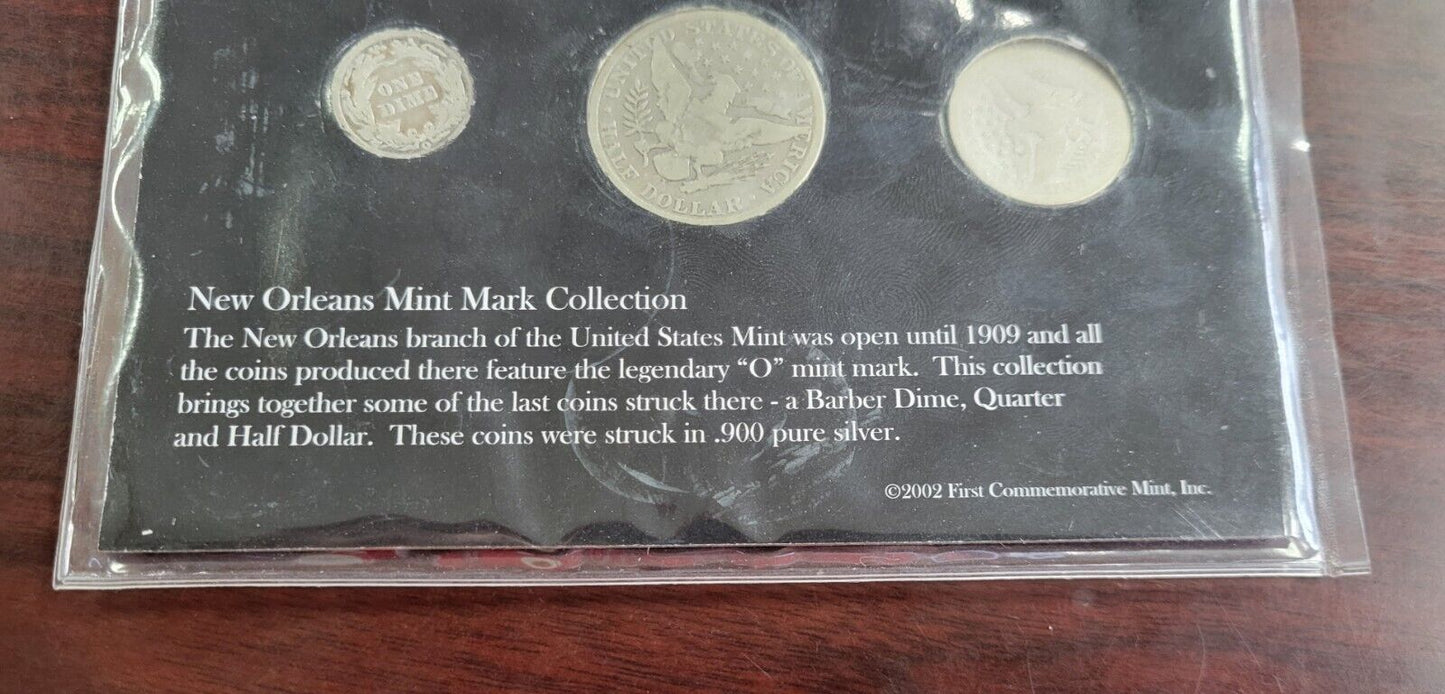 ONE
DIME
UNITED STATES OF AMERICA
HALF DOLLAR
New Orleans Mint Mark Collection
The New Orleans branch of the United States Mint was open until 1909 and all
the coins produced there feature the legendary “O” mint mark.  This collection
brings together some of the last coins struck there - a Barber Dime, Quarter
and Half Dollar.  These coins were struck in .900 pure silver.
©2002 First Commemorative Mint, Inc.